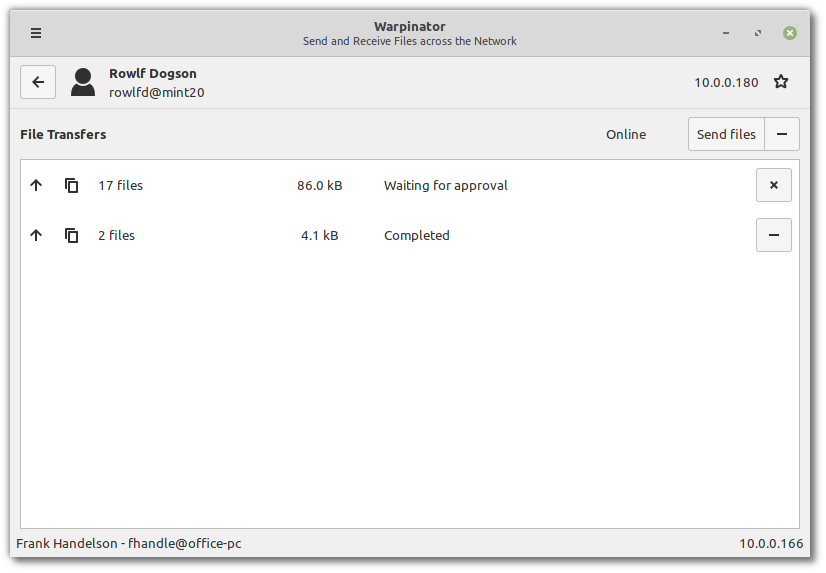 Warpinator
Send and Receive Files across the Network
Rowlf Dogson
rowlfd@mint20
10.0.0.180
File Transfers
Online
Send files
17 files 86.0 kB Waiting for approval
2 files 4.1 kB Completed
Frank Handelson - fhandle@office-pc
10.0.0.166